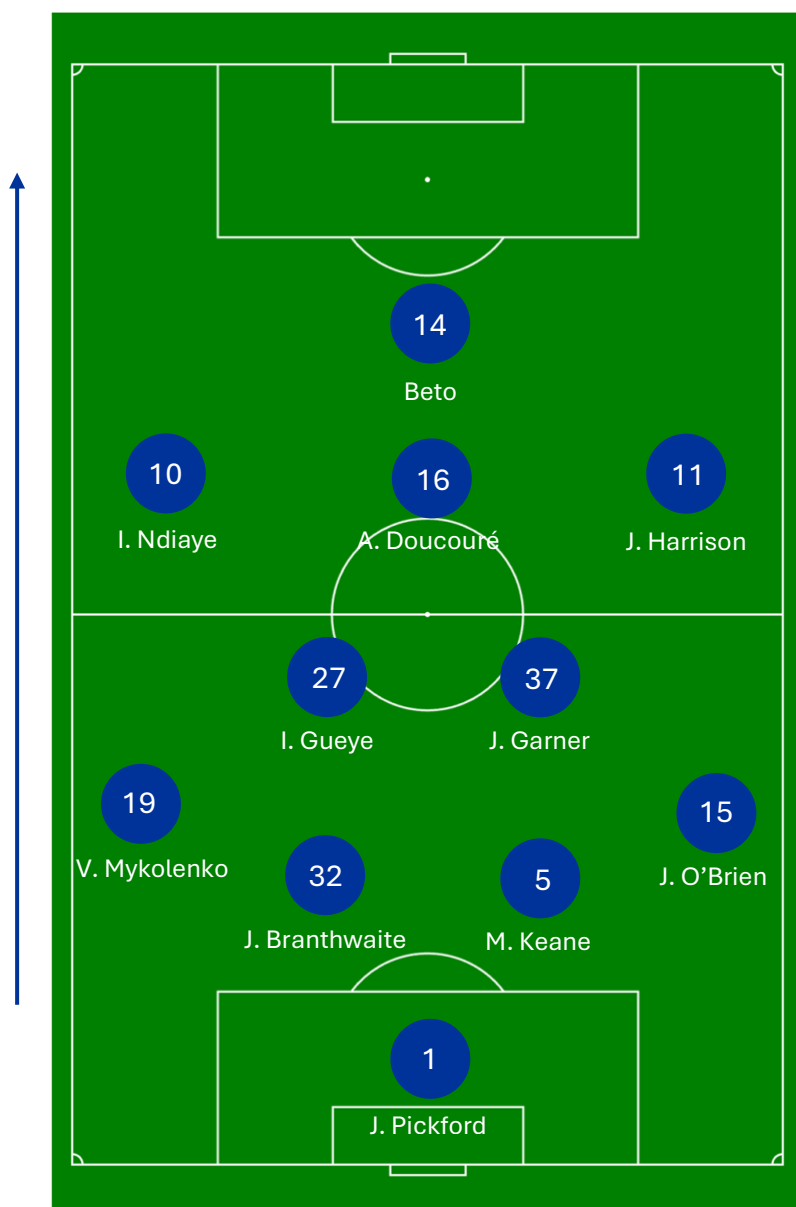 14
Beto
10
16
11
I. Ndiaye
A. Doucouré
J. Harrison
27
37
I. Gueye
J. Garner
19
15
V. Mykolenko
J. O’Brien
32
5
J. Branthwaite
M. Keane
1
J. Pickford